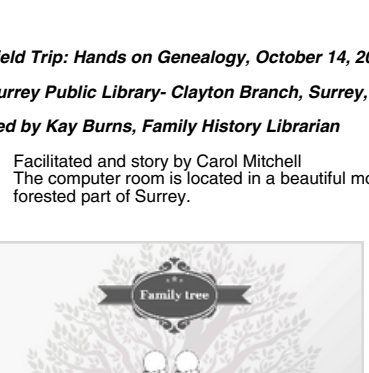 eld Trip: Hands on Genealogy, October 14, 20
urrey Public Library- Clayton Branch, Surrey,
ed by Kay Burns, Family History Librarian
Facilitated and story by Carol Mitchell
The computer room is located in a beautiful mo
forested part of Surrey.
Family tree